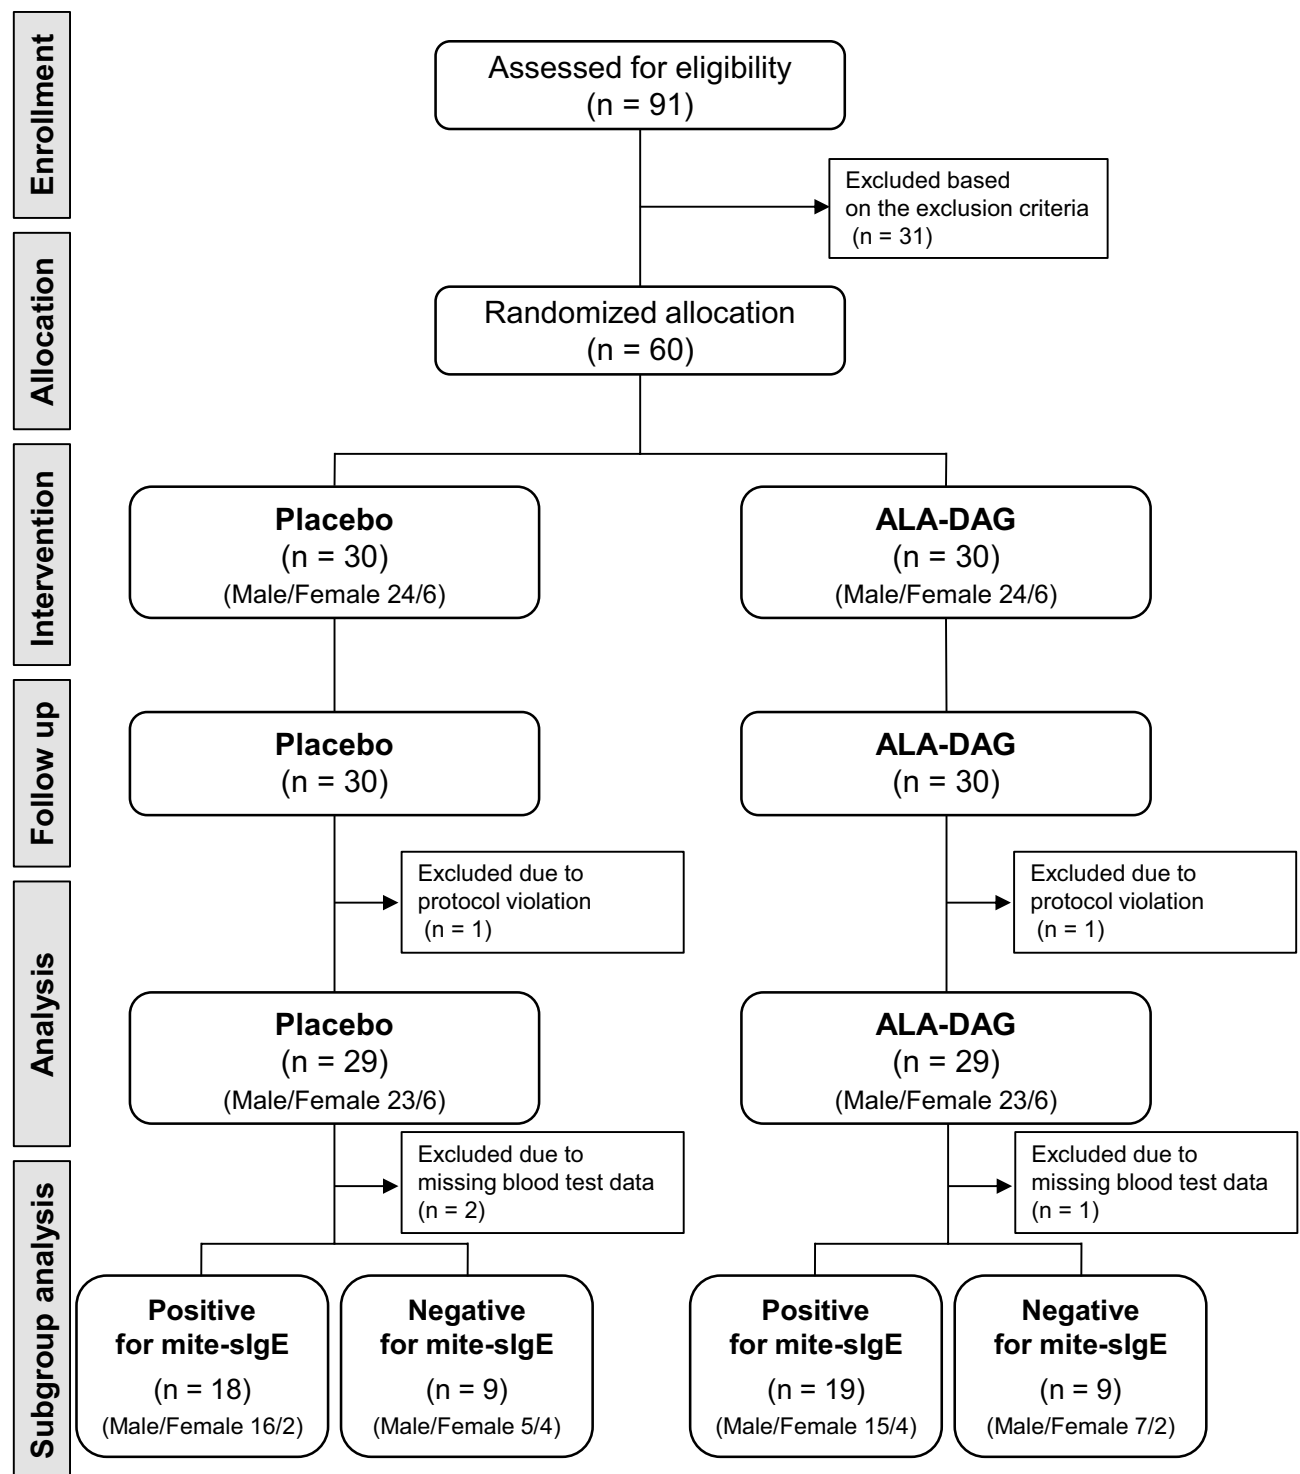 Enrollment
Assessed for eligibility
(n = 91)
Excluded based
on the exclusion criteria
(n = 31)
Allocation
Randomized allocation
(n = 60)
Intervention
Placebo
(n = 30)
(Male/Female 24/6)
ALA-DAG
(n = 30)
(Male/Female 24/6)
Follow up
Placebo
(n = 30)
ALA-DAG
(n = 30)
Excluded due to
protocol violation
(n = 1)
Excluded due to
protocol violation
(n = 1)
Analysis
Placebo
(n = 29)
(Male/Female 23/6)
ALA-DAG
(n = 29)
(Male/Female 23/6)
Excluded due to
missing blood test data
(n = 2)
Excluded due to
missing blood test data
(n = 1)
Subgroup analysis
Positive
for mite-sIgE
(n = 18)
(Male/Female 16/2)
Negative
for mite-sIgE
(n = 9)
(Male/Female 5/4)
Positive
for mite-sIgE
(n = 19)
(Male/Female 15/4)
Negative
for mite-sIgE
(n = 9)
(Male/Female 7/2)